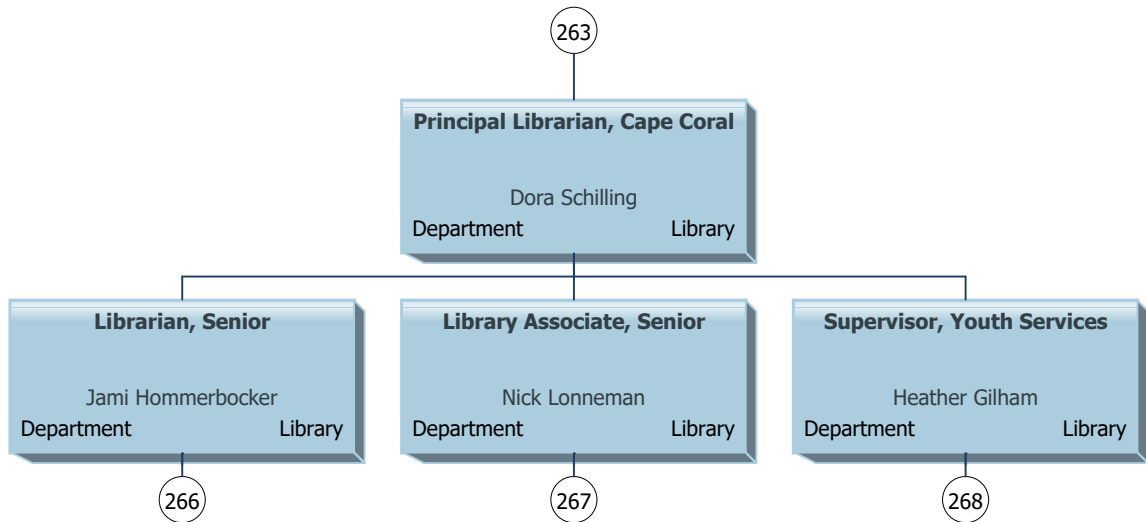 263
Principal Librarian, Cape Coral
Dora Schilling
Department Library
Librarian, Senior
Jami Hommerbocker
Department Library
266
Library Associate, Senior
Nick Lonneman
Department Library
267
Supervisor, Youth Services
Heather Gilham
Department Library
268